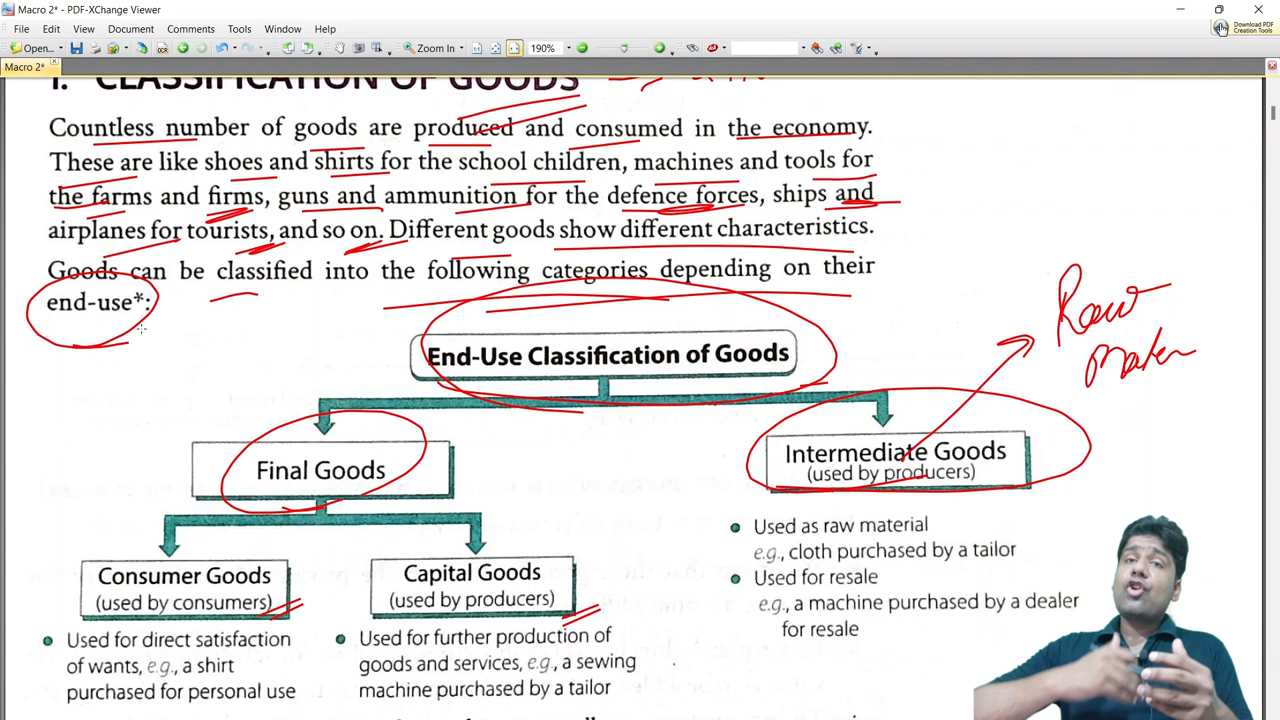 Macro 2* - PDF-XChange Viewer
File Edit View Document Comments Tools Window Help
Download PDF
Creation Tools
Open... Zoom In 190%
Macro 2*
1. CLASSIFICATION OF GOODS
Countless number of goods are produced and consumed in the economy.
These are like shoes and shirts for the school children, machines and tools for
the farms and firms, guns and ammunition for the defence forces, ships and
airplanes for tourists, and so on. Different goods show different characteristics.
Goods can be classified into the following categories depending on their
end-use*:
Raw
End-Use Classification of Goods
Final Goods
Intermediate Goods
(used by producers)
Consumer Goods
(used by consumers)
Used for direct satisfaction
of wants, e.g., a shirt
purchased for personal use
Capital Goods
(used by producers)
Used for further production of
goods and services, e.g., a sewing
machine purchased by a tailor
Used as raw material
e.g., cloth purchased by a tailor
Used for resale
e.g., a machine purchased by a dealer
for resale